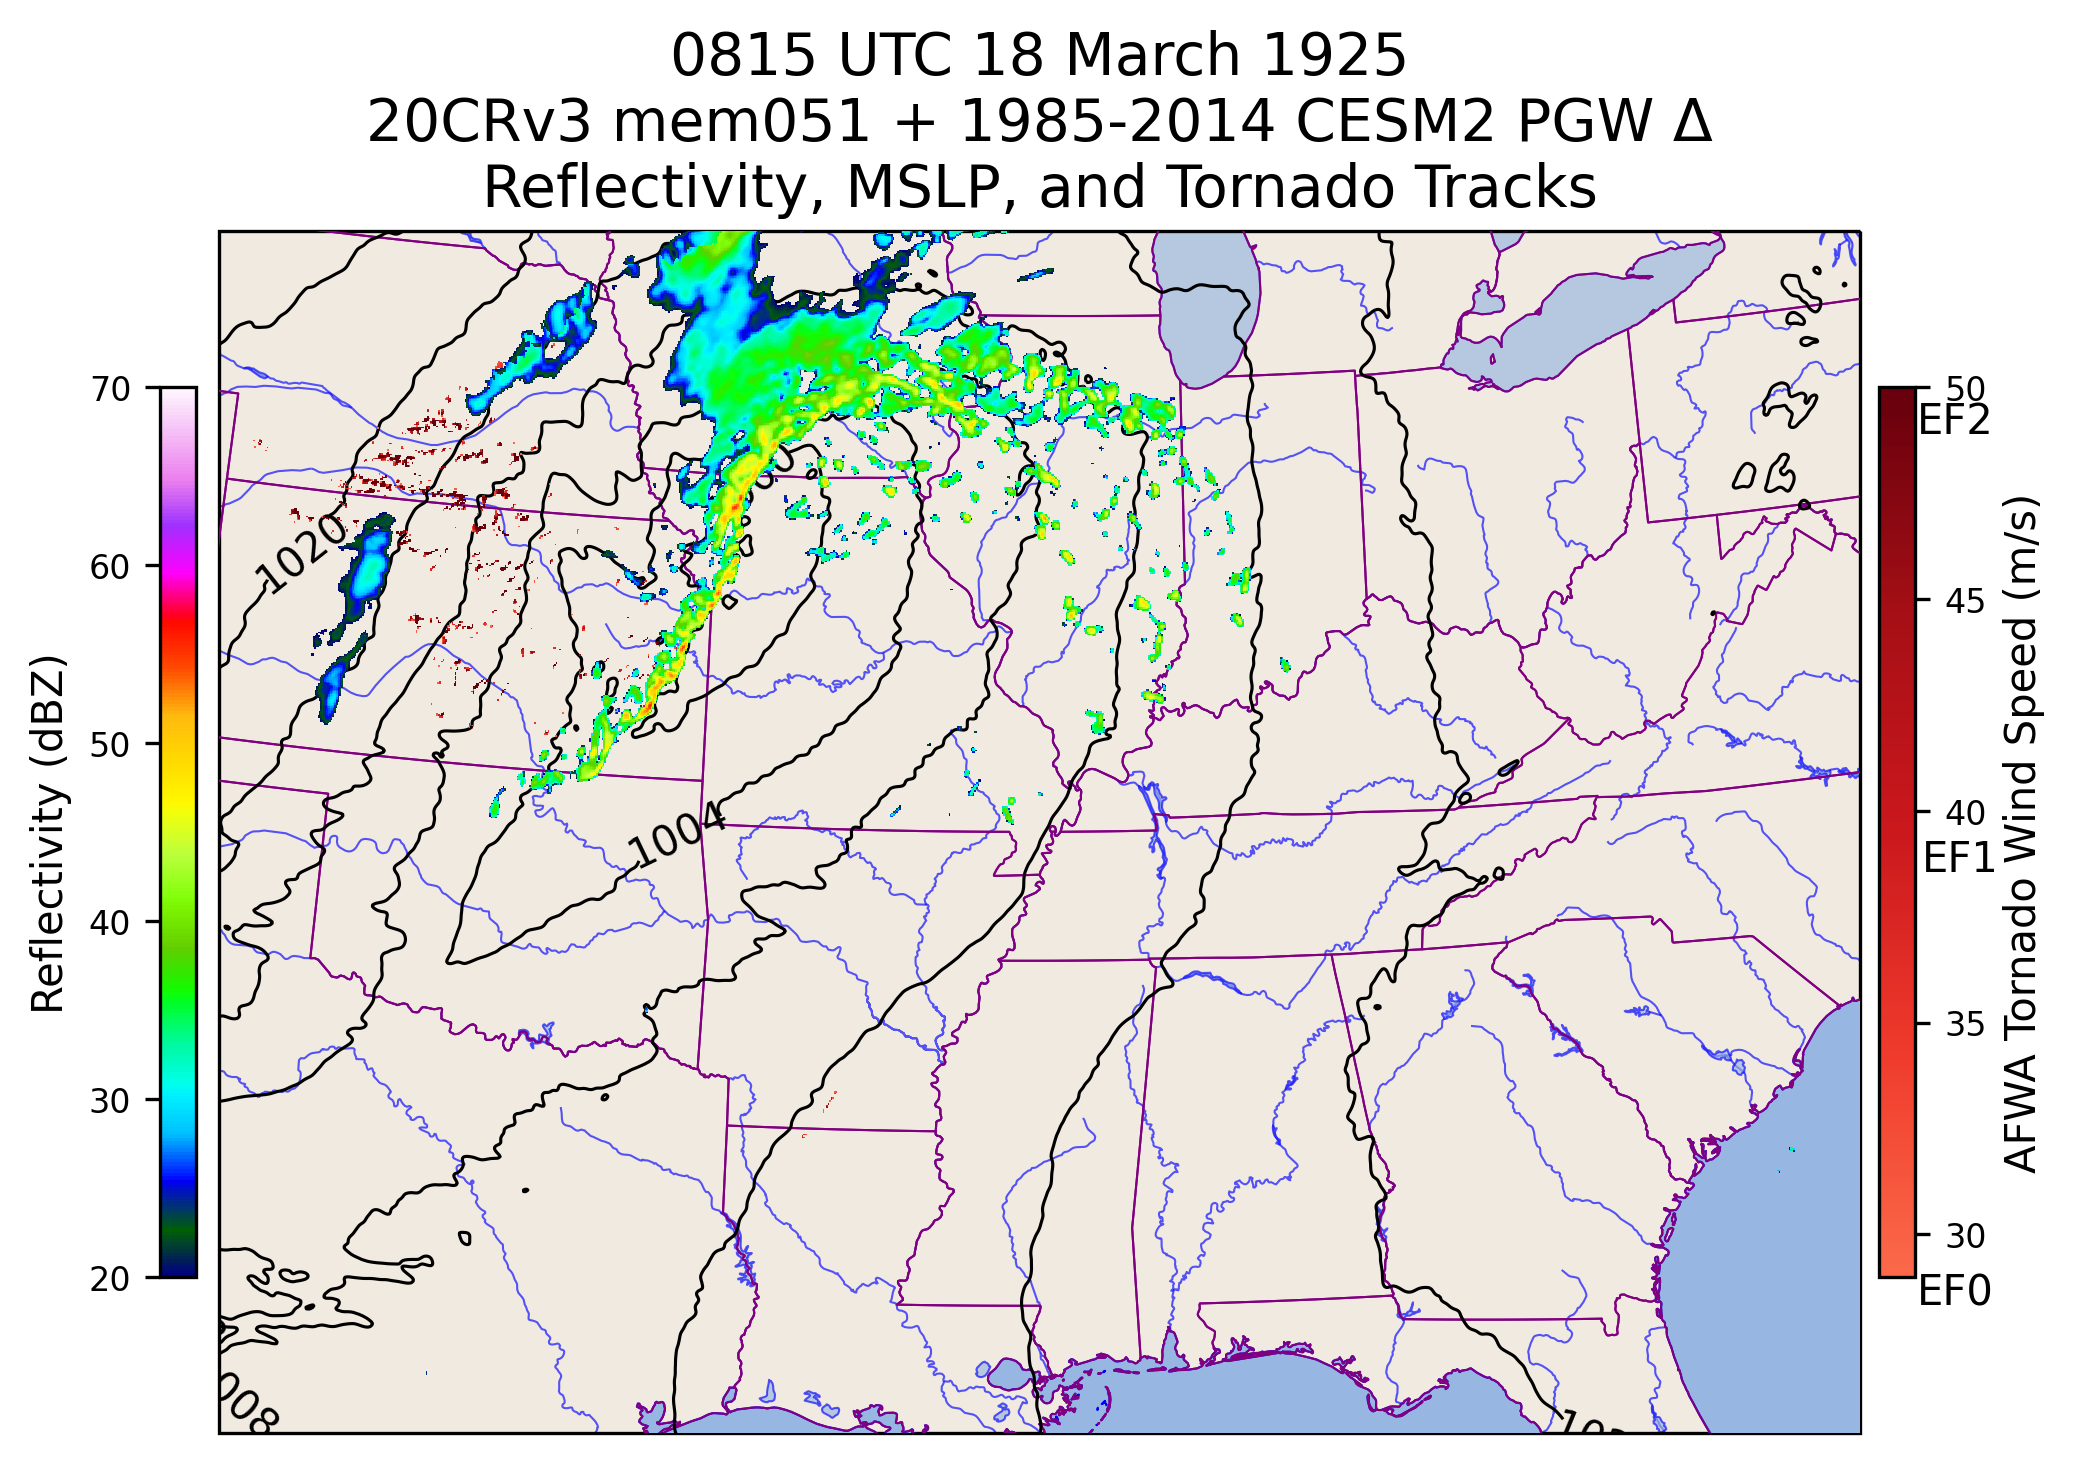 0815 UTC 18 March 1925
20CRv3 mem051 + 1985-2014 CESM2 PGW Δ
Reflectivity, MSLP, and Tornado Tracks
70
60
50
40
30
20
Reflectivity (dBZ)
1020
1004
008
50
EF2
45
40
EF1
35
30
EF0
AFWA Tornado Wind Speed (m/s)